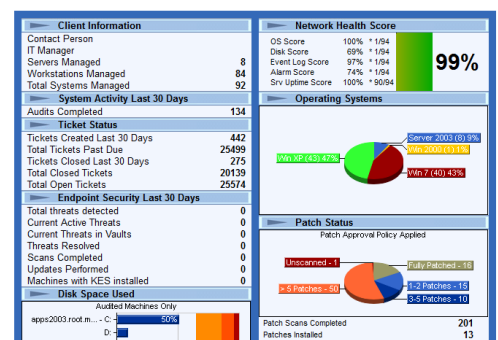 Client Information
Contact Person
IT Manager
Servers Managed 8
Workstations Managed 84
Total Systems Managed 92
System Activity Last 30 Days
Audits Completed 134
Ticket Status
Tickets Created Last 30 Days 442
Total Tickets Past Due 25499
Tickets Closed Last 30 Days 275
Total Closed Tickets 20139
Total Open Tickets 25574
Endpoint Security Last 30 Days
Total threats detected 0
Current Active Threats 0
Current Threats in Vaults 0
Threats Resolved 0
Scans Completed 0
Updates Performed 0
Machines with KES installed 0
Disk Space Used
Audited Machines Only
apps2003.root.m... - C: 50%
D:
Network Health Score
OS Score 100% * 1/94
Disk Score 69% * 1/94
Event Log Score 97% * 1/94
Alarm Score 74% * 1/94
Srv Uptime Score 100% * 90/94
99%
Operating Systems
Server 2003 (8) 9%
Win 2000 (1) 1%
Win XP (43) 47%
Win 7 (40) 43%
Patch Status
Patch Approval Policy Applied
Unscanned - 1
Fully Patched - 16
> 5 Patches - 50
1-2 Patches - 15
3-5 Patches - 10
Patch Scans Completed 201
Patches Installed 13